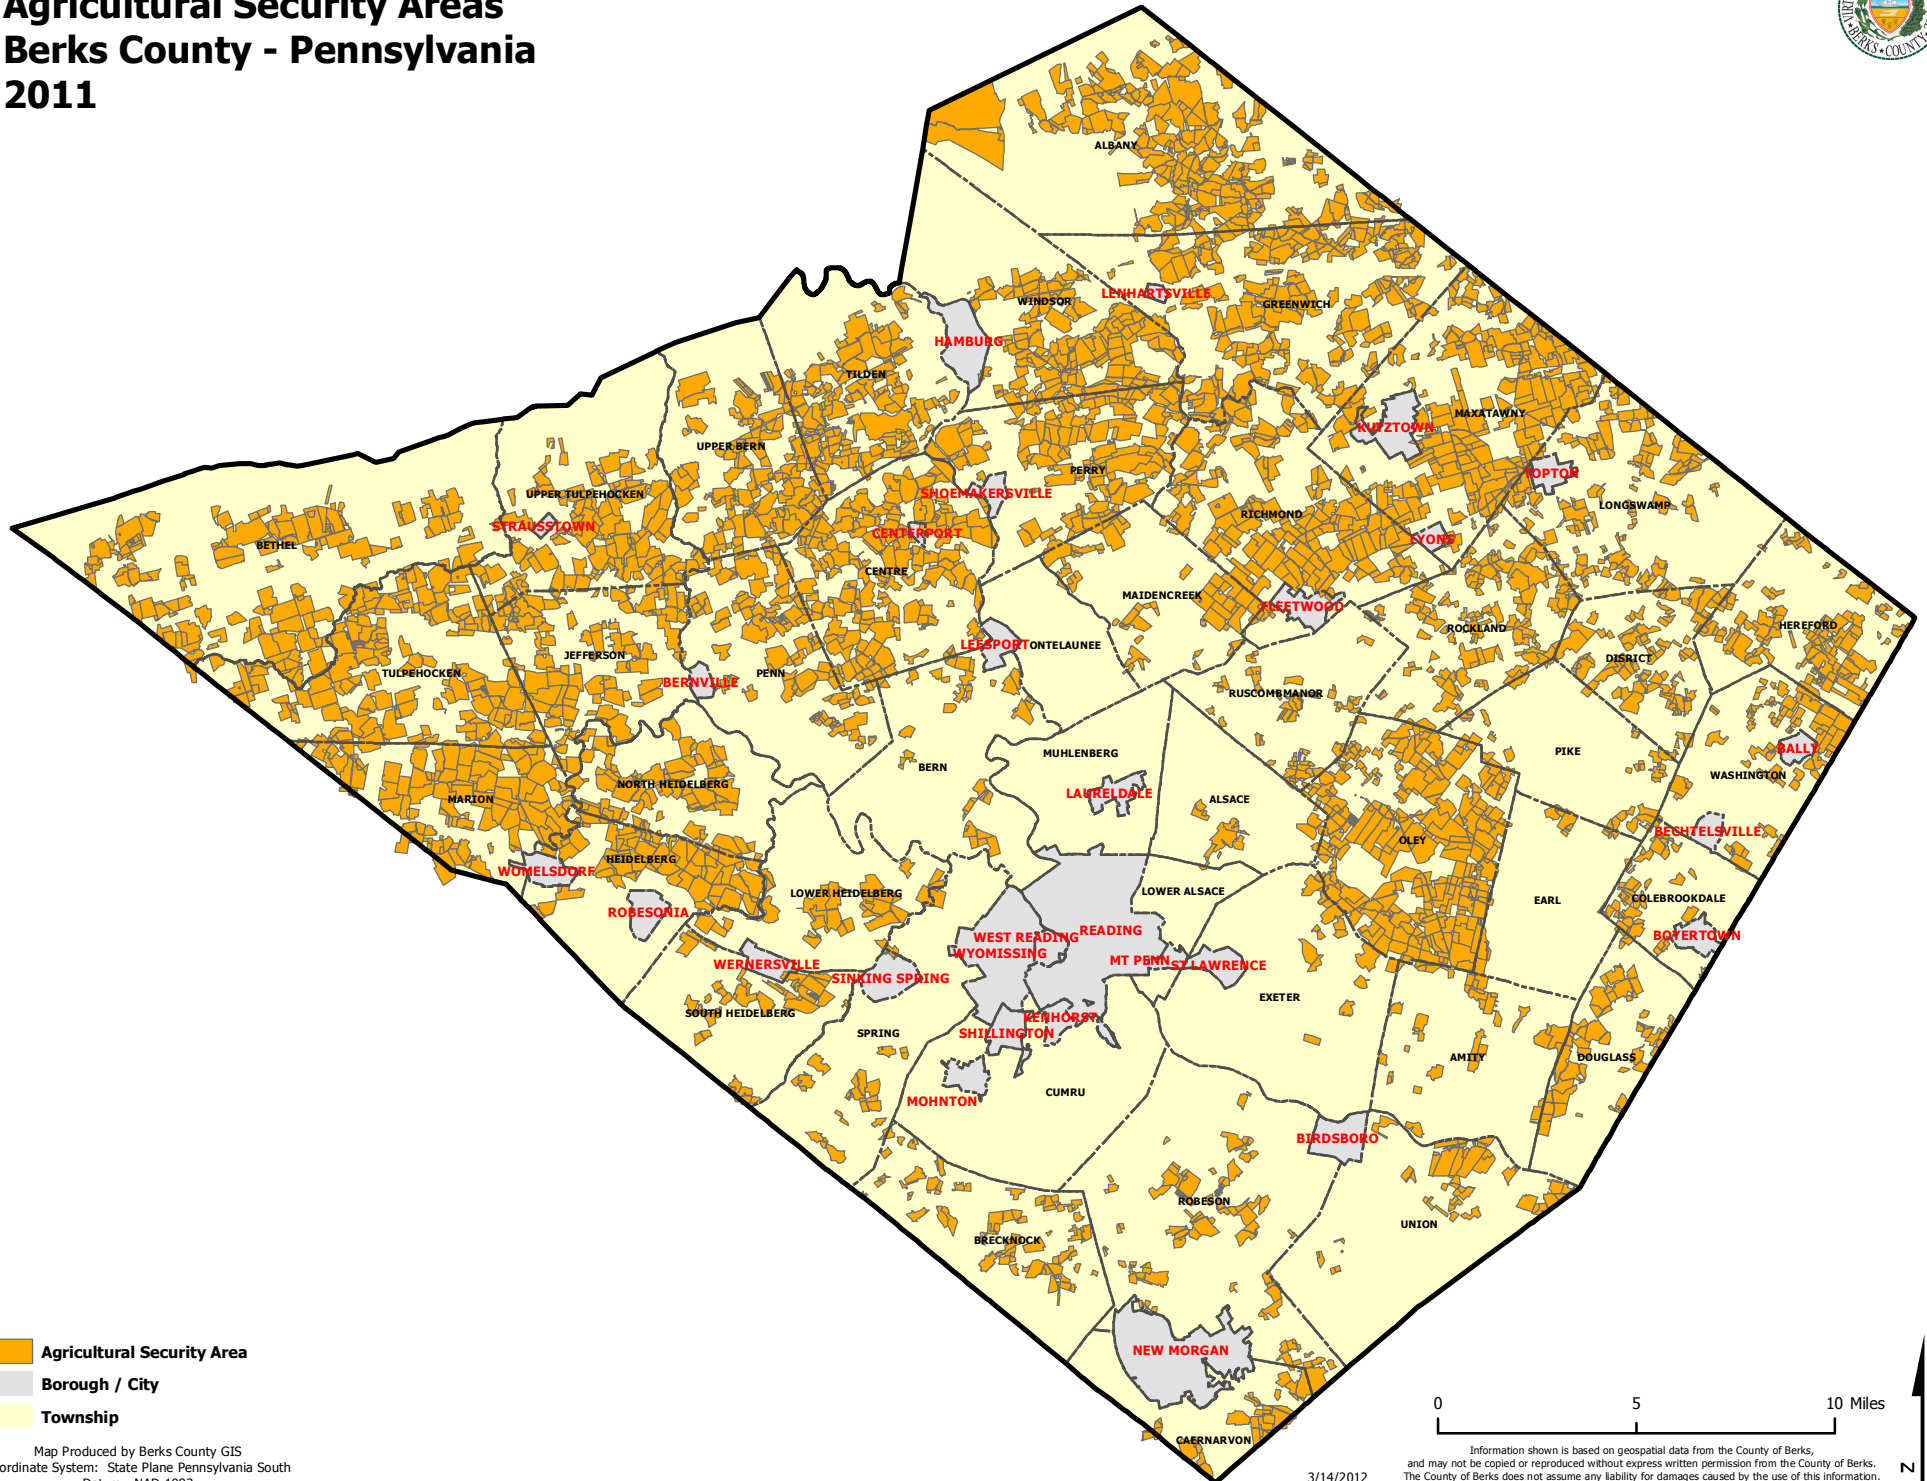 Agricultural Security Areas
Berks County - Pennsylvania
2011
BERKS ★ COUNTY
ALBANY
WINDSOR
LENHARTSVILLE
GREENWICH
HAMBURG
TILDEN
MAXATAWNY
KUTZTOWN
UPPER BERN
PERRY
TOPTON
UPPER TULPEHOCKEN
SHOEMAKERSVILLE
LONGSWAMP
RICHMOND
STRAUSSTOWN
CENTERPORT
LYONS
BETHEL
CENTRE
MAIDENCREEK
FLEETWOOD
HEREFORD
ROCKLAND
LEESPORT
ONTELAUNEE
JEFFERSON
DISRICT
TULPEHOCKEN
PENN
BERNVILLE
RUSCOMBMANOR
MUHLENBERG
PIKE
BALLY
BERN
WASHINGTON
NORTH HEIDELBERG
LAURELDALE
MARION
ALSACE
BECHTELSVILLE
OLEY
HEIDELBERG
WOMELSDORF
LOWER HEIDELBERG
LOWER ALSACE
EARL
COLEBROOKDALE
ROBESONIA
READING
WEST READING
BOYERTOWN
WYOMISSING
MT PENN
ST LAWRENCE
WERNERSVILLE
SINKING SPRING
EXETER
SOUTH HEIDELBERG
KENHORST
SPRING
SHILLINGTON
AMITY
DOUGLASS
CUMRU
MOHNTON
BIRDSBORO
ROBESON
UNION
BRECKNOCK
NEW MORGAN
CAERNARVON
Agricultural Security Area
Borough / City
Township
Map Produced by Berks County GIS
ordinate System: State Plane Pennsylvania South
0 5 10 Miles
Information shown is based on geospatial data from the County of Berks,
and may not be copied or reproduced without express written permission from the County of Berks.
The County of Berks does not assume any liability for damages caused by the use of this information.
3/14/2012
N